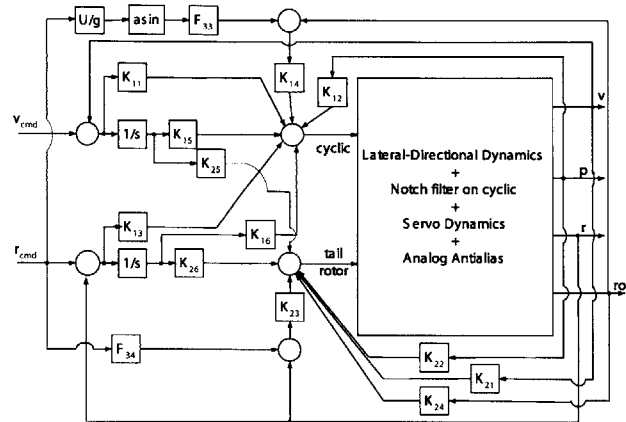 U/g
asin
F33
K14
K12
K11
v
vcmd
1/s
K15
cyclic
K25
Lateral-Directional Dynamics
+
Notch filter on cyclic
+
Servo Dynamics
+
Analog Antialias
p
r
K13
K16
rcmd
1/s
K26
tail
rotor
ro
K23
F34
K22
K21
K24